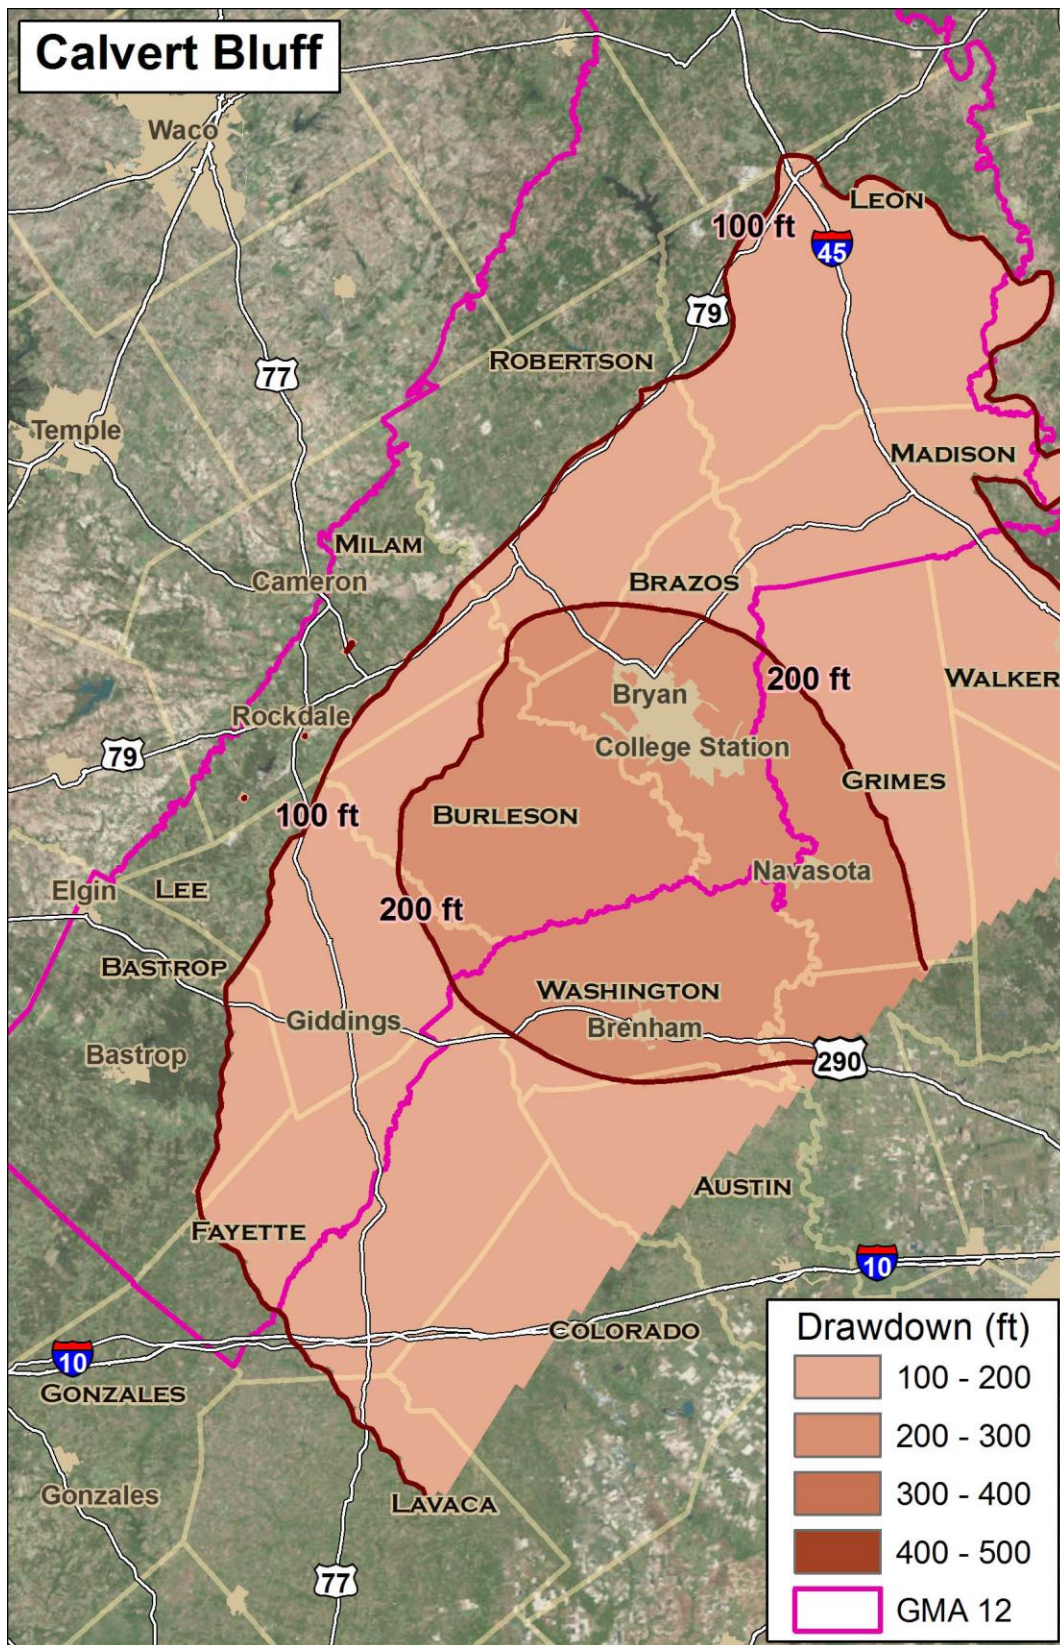 Calvert Bluff
Waco
LEON
100 ft
45
79
ROBERTSON
77
Temple
MADISON
MILAM
Cameron
BRAZOS
WALKER
200 ft
Bryan
Rockdale
College Station
79
GRIMES
100 ft
BURLESON
Navasota
Elgin
LEE
200 ft
BASTROP
WASHINGTON
Giddings
Brenham
Bastrop
290
AUSTIN
FAYETTE
10
COLORADO
10
GONZALES
Gonzales
LAVACA
77
Drawdown (ft)
100 - 200
200 - 300
300 - 400
400 - 500
GMA 12